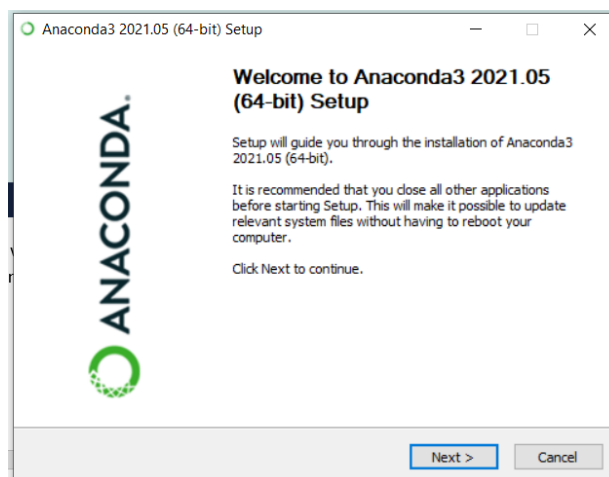 Anaconda3 2021.05 (64-bit) Setup
Welcome to Anaconda3 2021.05
(64-bit) Setup
Setup will guide you through the installation of Anaconda3
2021.05 (64-bit).
It is recommended that you close all other applications
before starting Setup. This will make it possible to update
relevant system files without having to reboot your
computer.
Click Next to continue.
ANACONDA.
Next >
Cancel